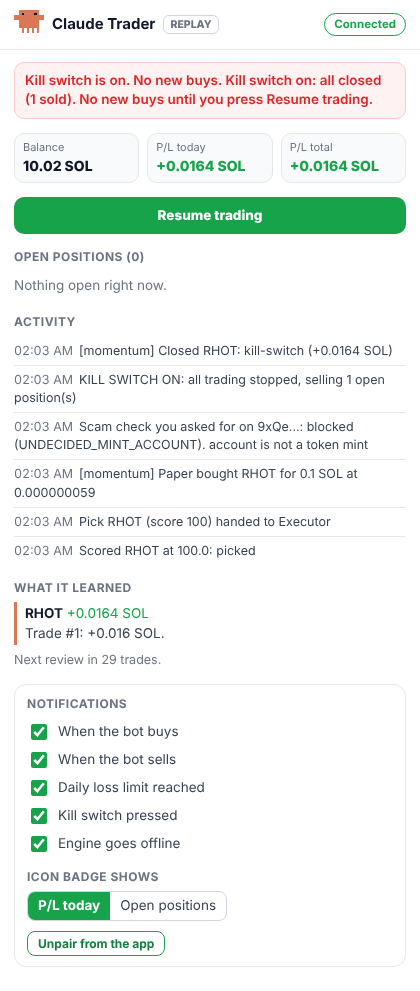 Claude Trader REPLAY Connected
Kill switch is on. No new buys. Kill switch on: all closed
(1 sold). No new buys until you press Resume trading.
Balance P/L today P/L total
10.02 SOL +0.0164 SOL +0.0164 SOL
Resume trading
OPEN POSITIONS (0)
Nothing open right now.
ACTIVITY
02:03 AM [momentum] Closed RHOT: kill-switch (+0.0164 SOL)
02:03 AM KILL SWITCH ON: all trading stopped, selling 1 open
position(s)
02:03 AM Scam check you asked for on 9xQe...: blocked
(UNDECIDED_MINT_ACCOUNT). account is not a token mint
02:03 AM [momentum] Paper bought RHOT for 0.1 SOL at
0.000000059
02:03 AM Pick RHOT (score 100) handed to Executor
02:03 AM Scored RHOT at 100.0: picked
WHAT IT LEARNED
RHOT +0.0164 SOL
Trade #1: +0.016 SOL.
Next review in 29 trades.
NOTIFICATIONS
When the bot buys
When the bot sells
Daily loss limit reached
Kill switch pressed
Engine goes offline
ICON BADGE SHOWS
P/L today Open positions
Unpair from the app